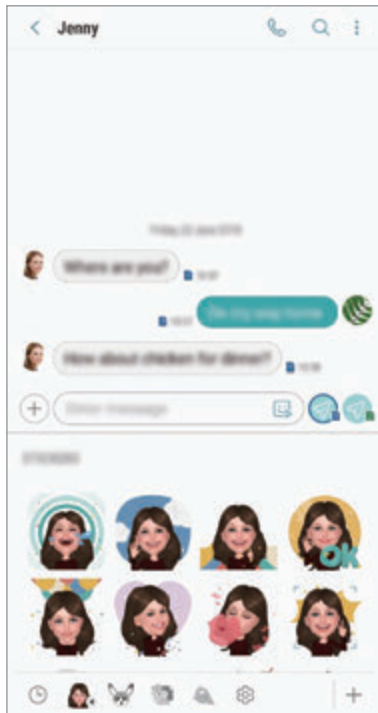 Jenny
Where are you?
On my way home
How about chicken for dinner?
Enter message
STICKERS
OK